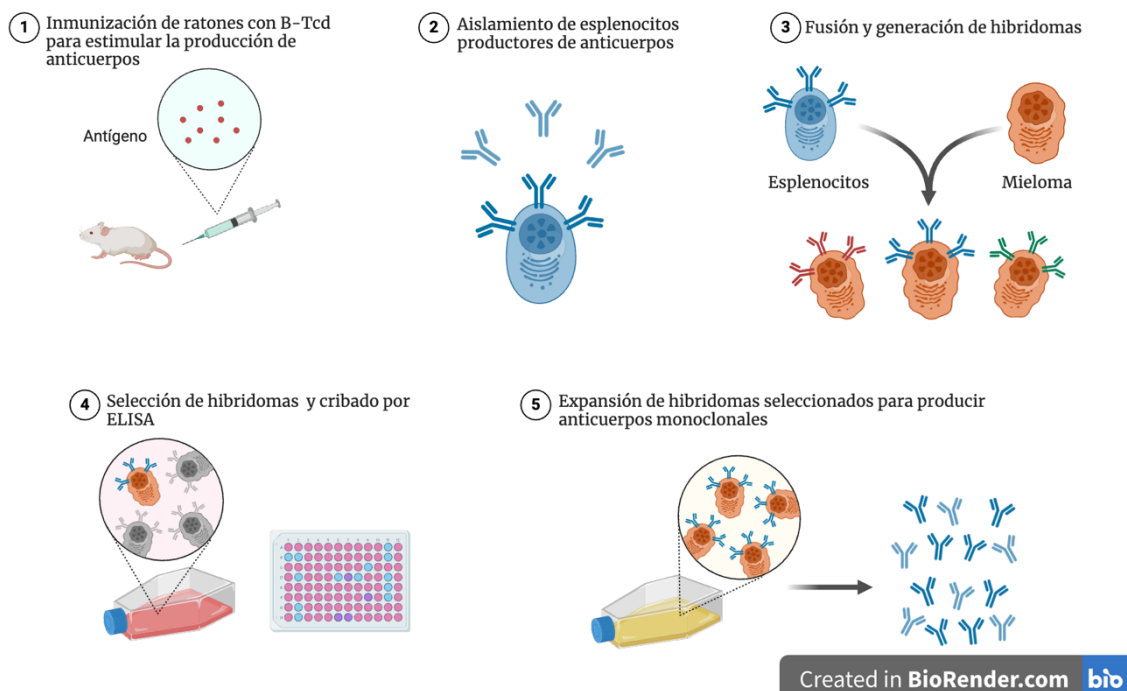 1 Inmunización de ratones con B-Tcd
para estimular la producción de
anticuerpos
Antígeno
2 Aislamiento de esplenocitos
productores de anticuerpos
3 Fusión y generación de hibridomas
Esplenocitos
Mieloma
4 Selección de hibridomas y cribado por
ELISA
5 Expansión de hibridomas seleccionados para producir
anticuerpos monoclonales
Created in BioRender.com bio